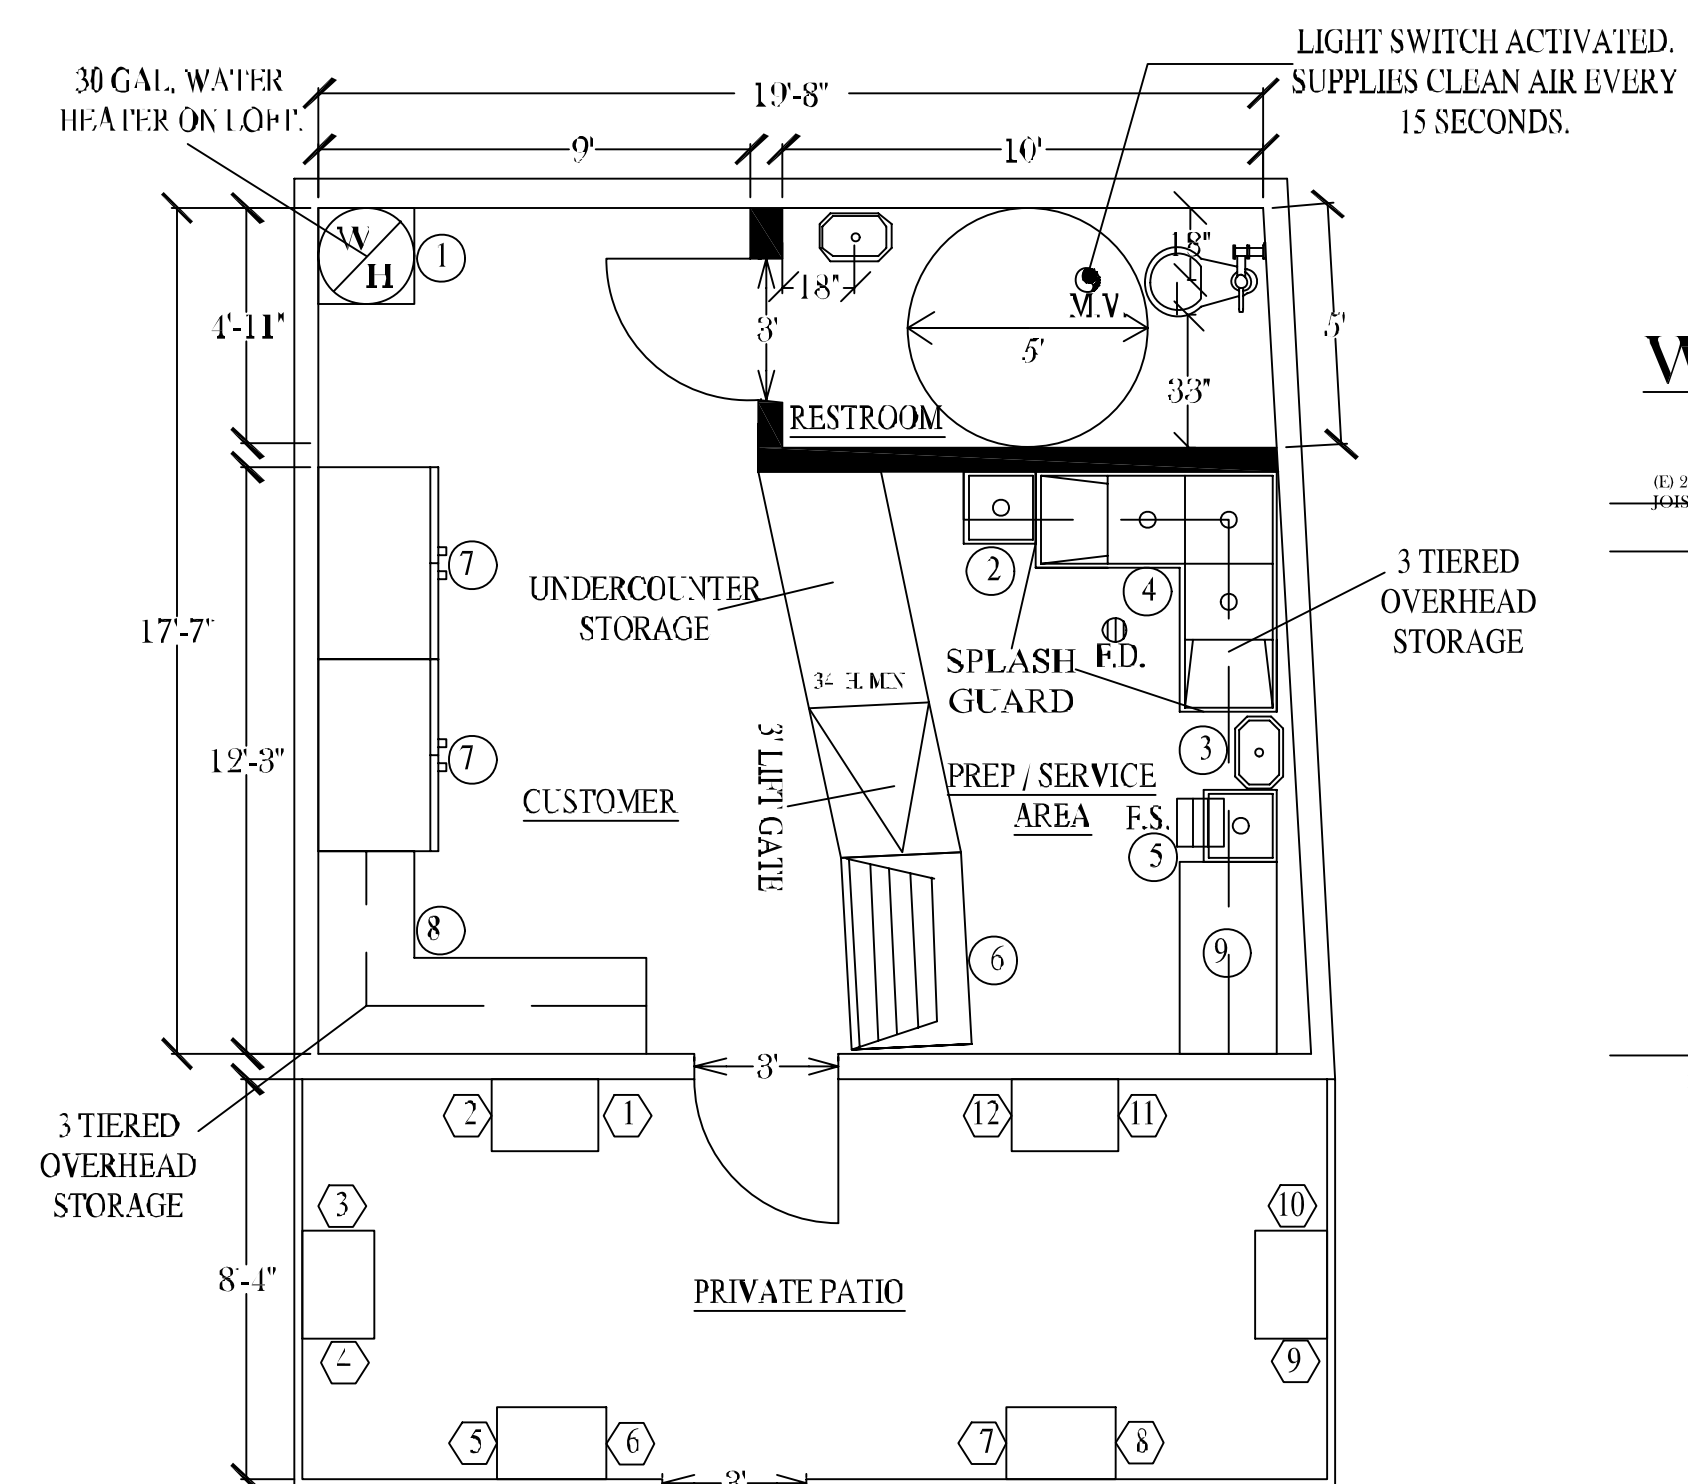 LIGHT SWITCH ACTIVATED.
SUPPLIES CLEAN AIR EVERY
15 SECONDS.
30 GAL. WATER
HEATER ON LOFT.
19'-8"
9'
10'
W
H
1
18"
18"
M.V.
5'
4'-11"
3'
5'
33"
RESTROOM
W
(E) 2
JOIS
7
2
4
3 TIERED
OVERHEAD
STORAGE
UNDERCOUNTER
STORAGE
F.D.
SPLASH
GUARD
17'-7"
12'-3"
7
3' LIFT GATE
3
PREP / SERVICE
AREA
CUSTOMER
F.S.
5
8
6
9
3'
3 TIERED
OVERHEAD
STORAGE
2
1
12
11
3
10
8'-4"
PRIVATE PATIO
4
9
5
6
7
8
3'